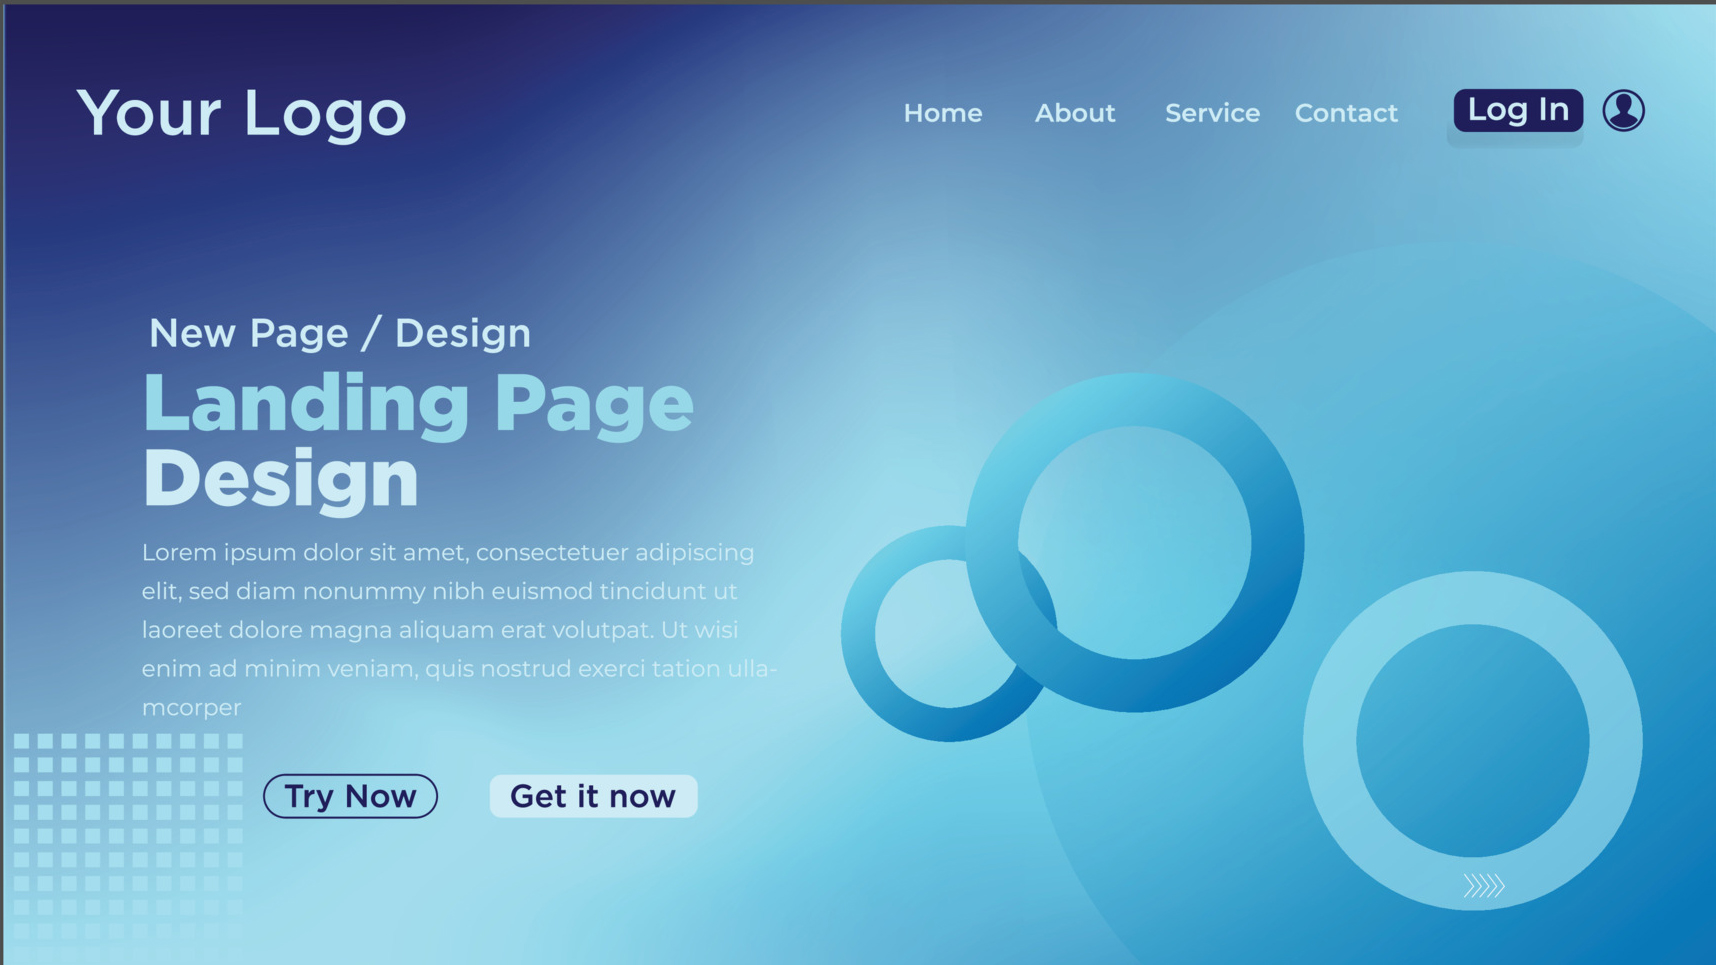 Your Logo
Home About Service Contact Log In
New Page / Design
Landing Page
Design
Lorem ipsum dolor sit amet, consectetuer adipiscing
elit, sed diam nonummy nibh euismod tincidunt ut
laoreet dolore magna aliquam erat volutpat. Ut wisi
enim ad minim veniam, quis nostrud exerci tation ulla-
mcorper
Try Now Get it now